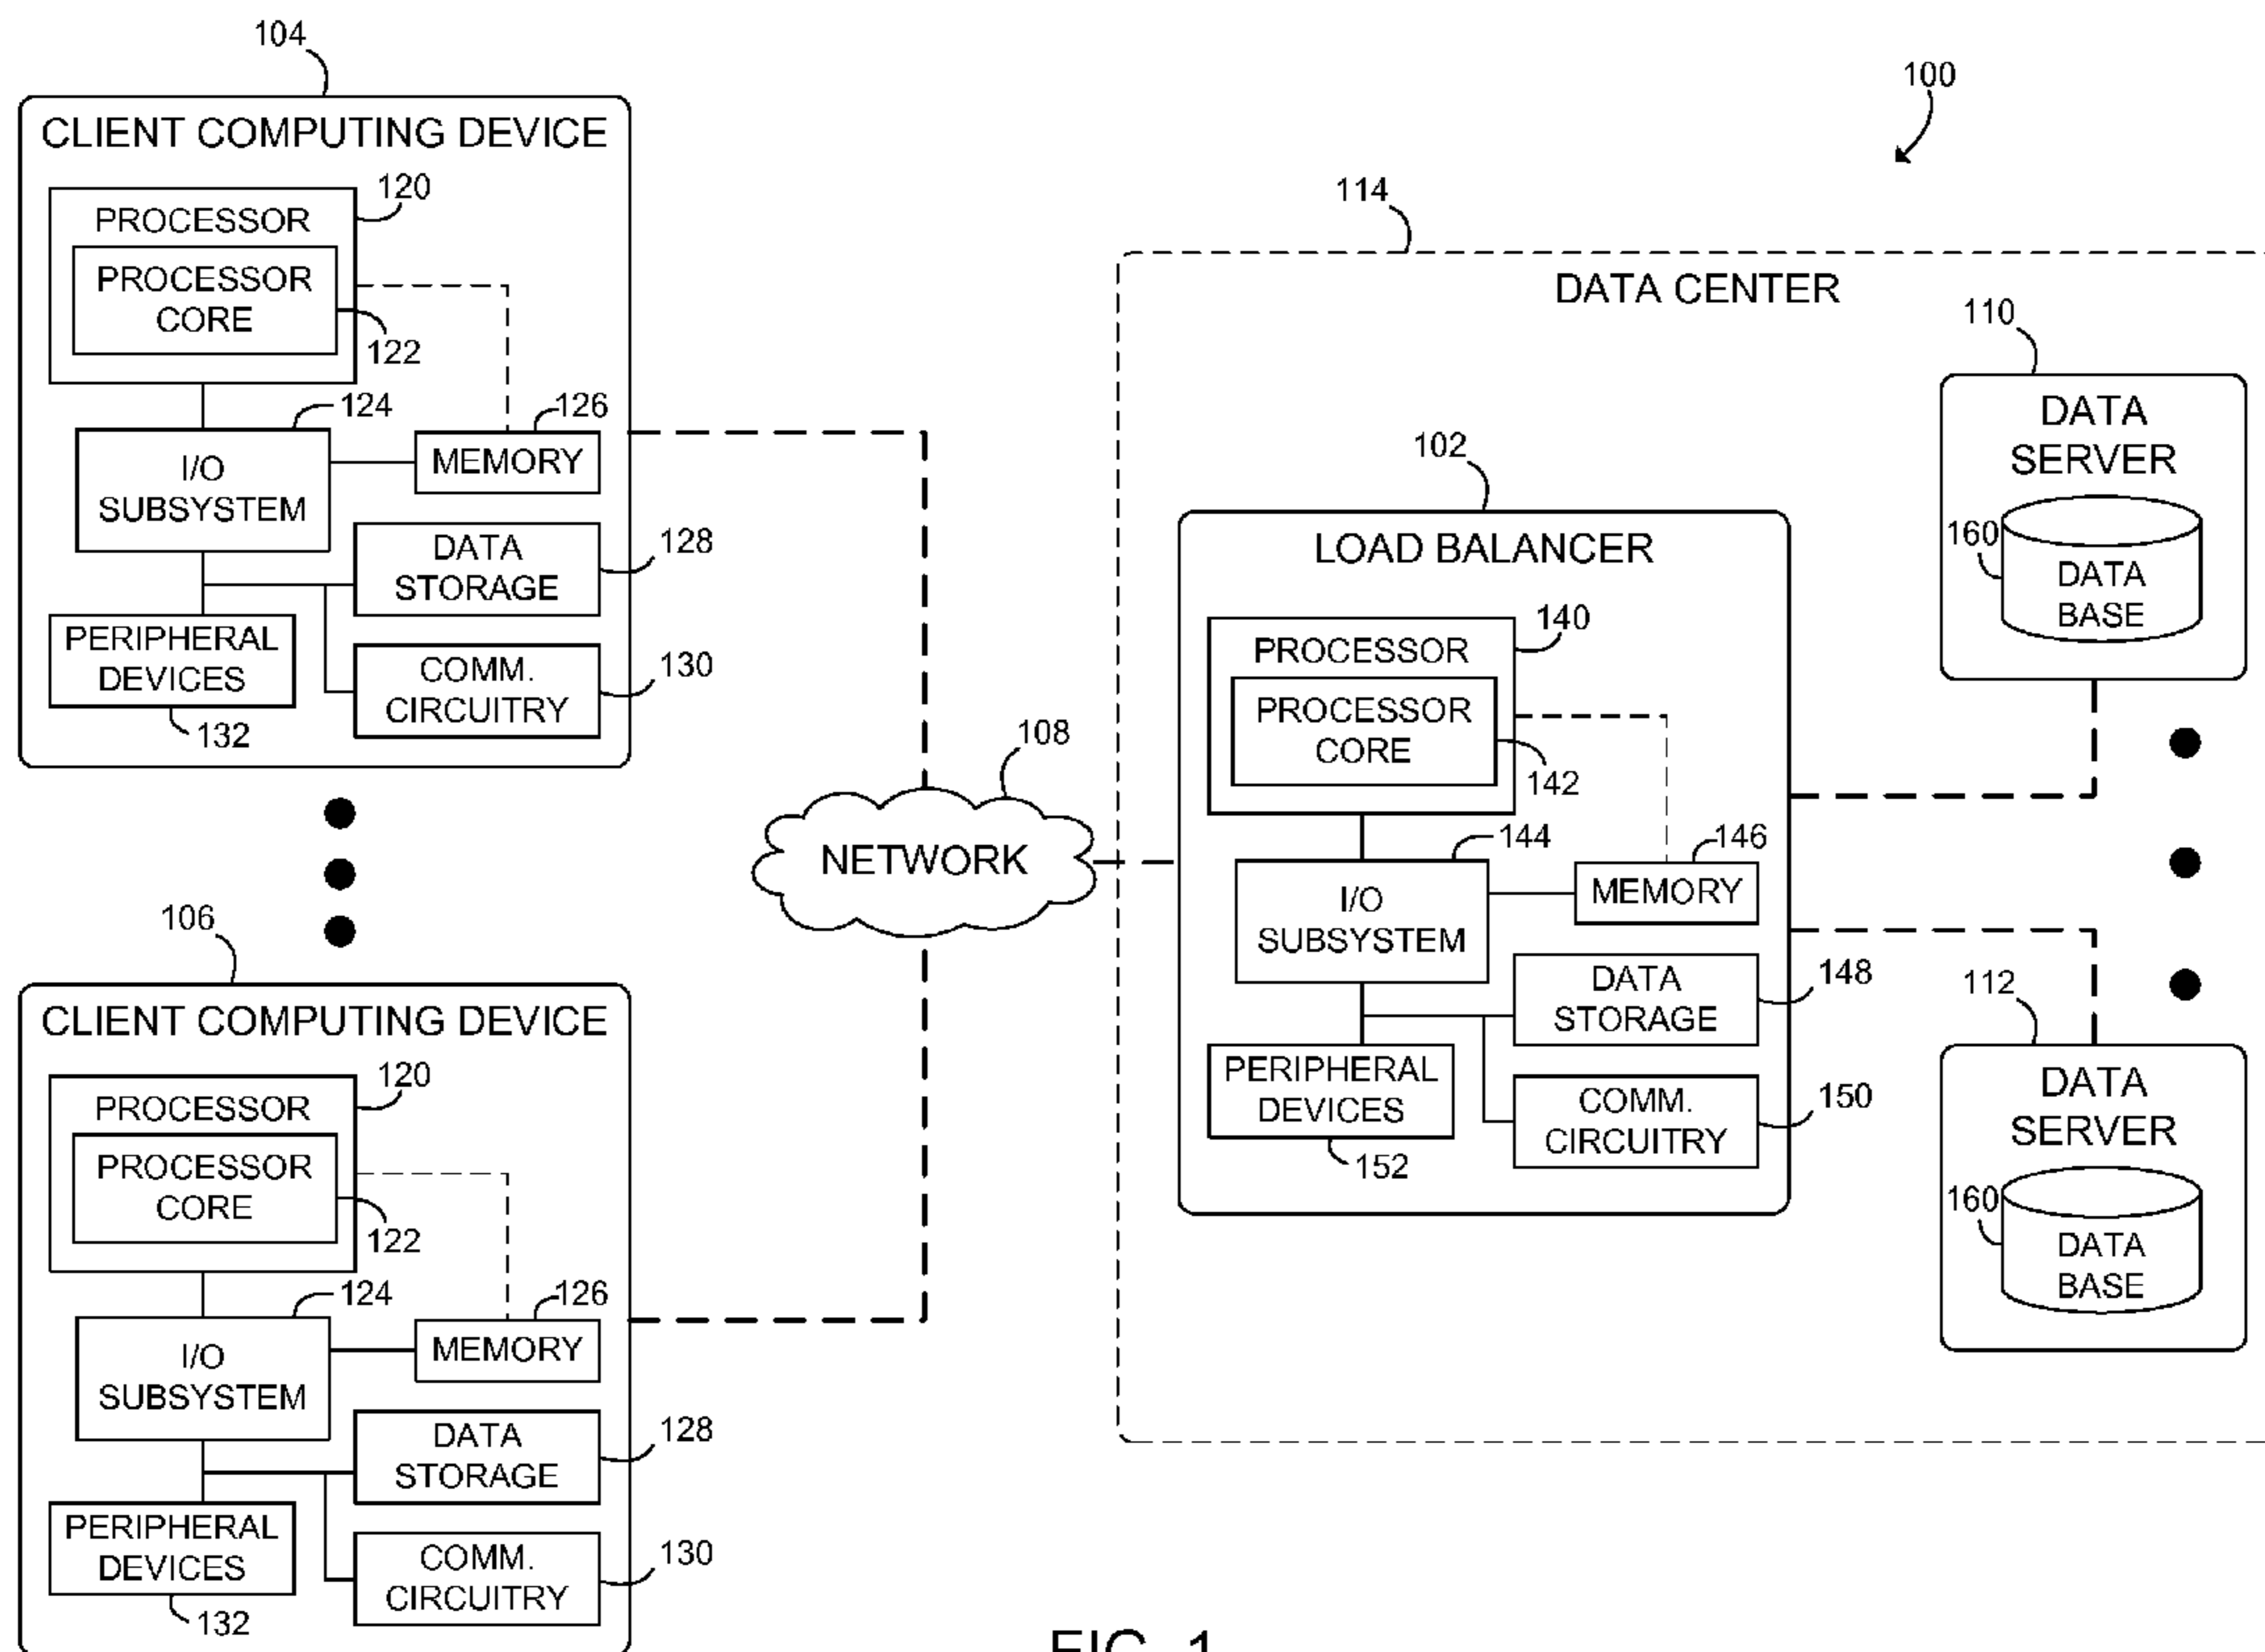 104
CLIENT COMPUTING DEVICE
120
PROCESSOR
PROCESSOR
CORE
122
124
126
I/O
SUBSYSTEM
MEMORY
DATA
STORAGE
128
PERIPHERAL
DEVICES
132
COMM.
CIRCUITRY
130
106
CLIENT COMPUTING DEVICE
120
PROCESSOR
PROCESSOR
CORE
122
124
126
I/O
SUBSYSTEM
MEMORY
DATA
STORAGE
128
PERIPHERAL
DEVICES
132
COMM.
CIRCUITRY
130
108
NETWORK
100
114
DATA CENTER
102
LOAD BALANCER
140
PROCESSOR
PROCESSOR
CORE
142
144
146
I/O
SUBSYSTEM
MEMORY
DATA
STORAGE
148
PERIPHERAL
DEVICES
152
COMM.
CIRCUITRY
150
110
DATA
SERVER
160
DATA
BASE
112
DATA
SERVER
160
DATA
BASE
FIG. 1